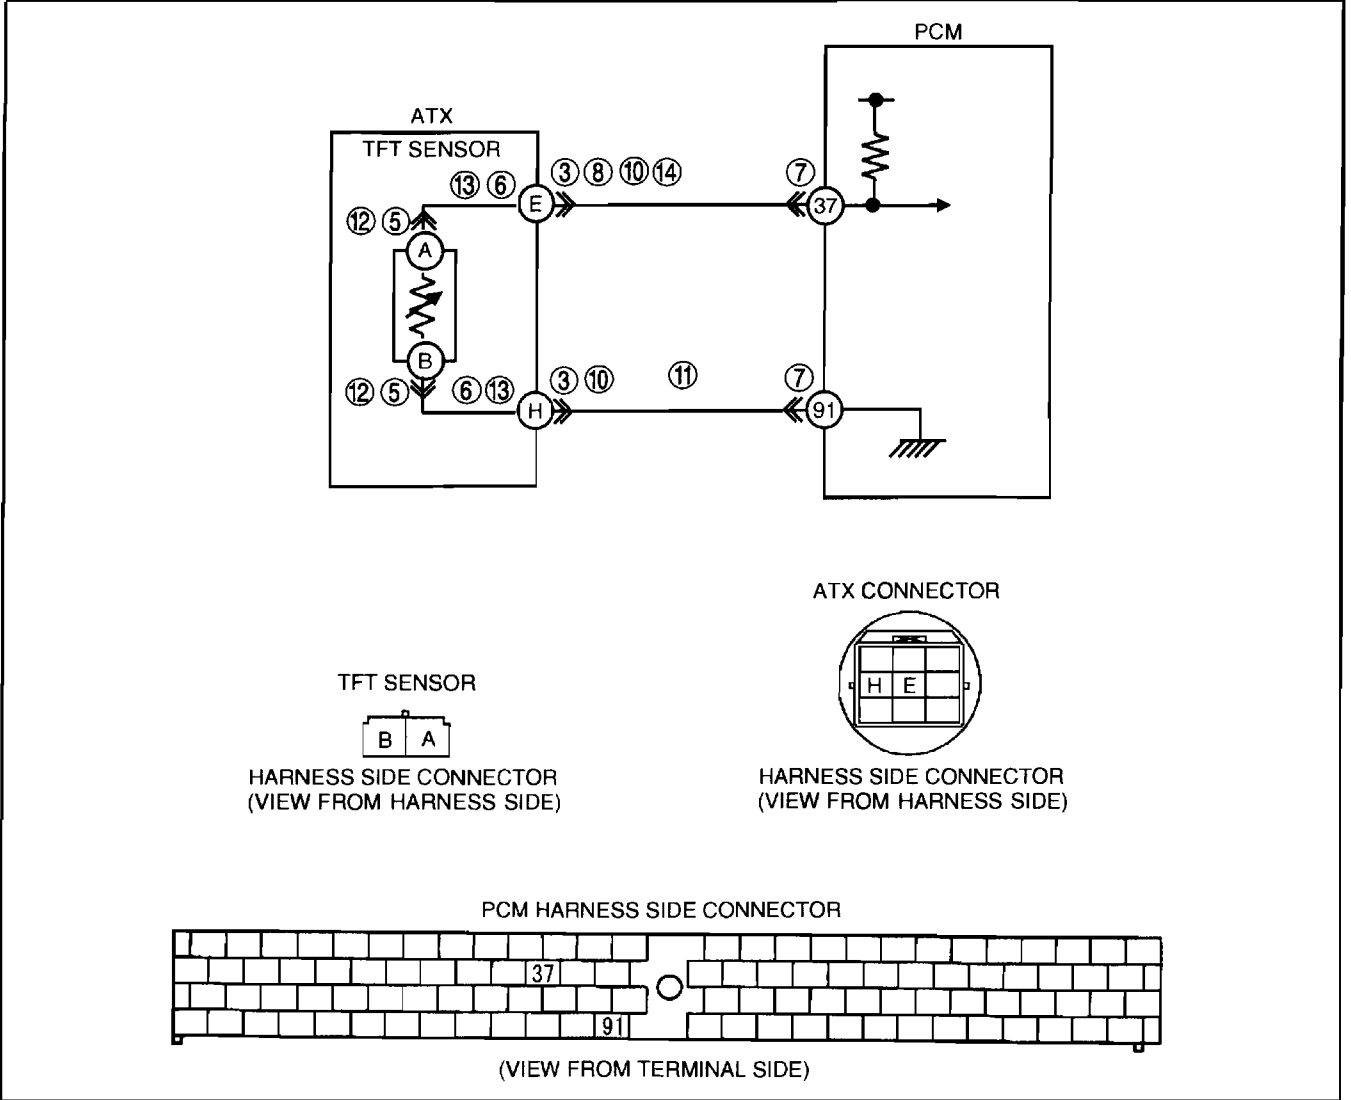 PCM
ATX
TFT SENSOR
13 6 E 3 8 10 14 7 37
12 5
A
B
12 5 6 13 H 3 10 11 7 91
ATX CONNECTOR
H E
TFT SENSOR
B A
HARNESS SIDE CONNECTOR
(VIEW FROM HARNESS SIDE)
HARNESS SIDE CONNECTOR
(VIEW FROM HARNESS SIDE)
PCM HARNESS SIDE CONNECTOR
37
91
(VIEW FROM TERMINAL SIDE)